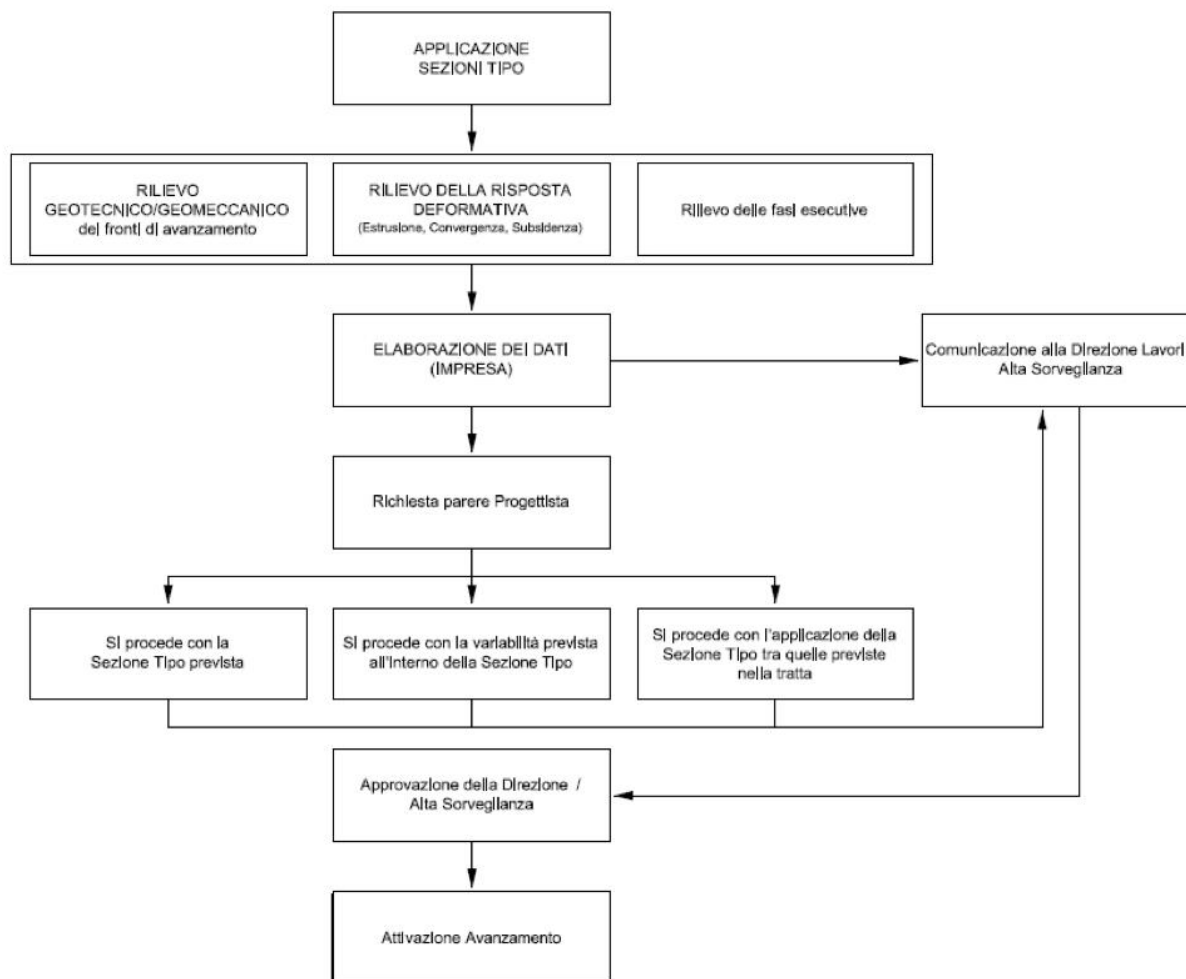 APPLICAZIONE
SEZIONI TIPO
RILIEVO
GEOTECNICO/GEOMECCANICO
dei fronti di avanzamento
RILIEVO DELLA RISPOSTA
DEFORMATIVA
(Estrusione, Convergenza, Subsidenza)
Rilievo delle fasi esecutive
ELABORAZIONE DEI DATI
(IMPRESA)
Comunicazione alla Direzione Lavori
Alta Sorveglianza
Richiesta parere Progettista
Si procede con la
Sezione Tipo prevista
Si procede con la variabilità prevista
all'interno della Sezione Tipo
Si procede con l'applicazione della
Sezione Tipo tra quelle previste
nella tratta
Approvazione della Direzione /
Alta Sorveglianza
Attivazione Avanzamento